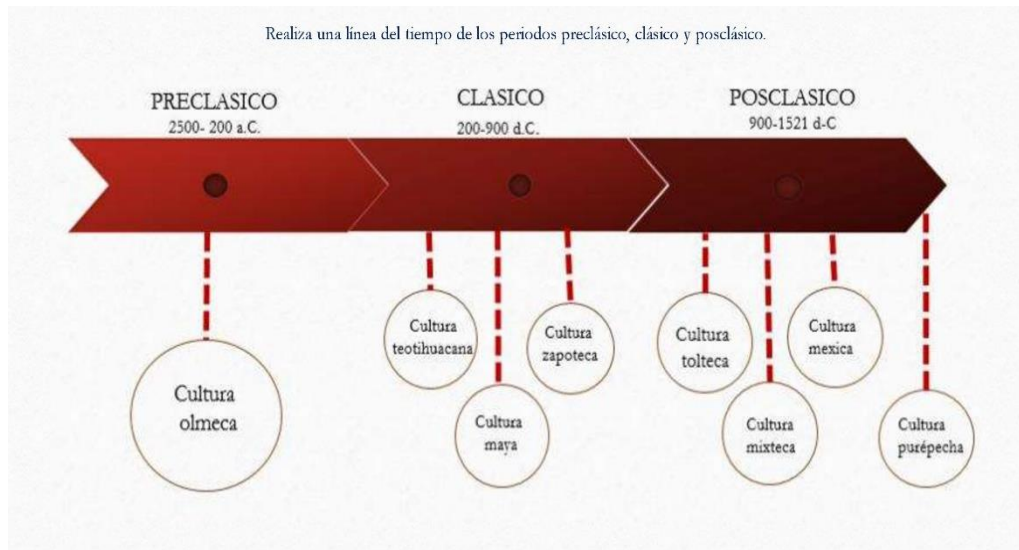 Realiza una línea del tiempo de los periodos preclásico, clásico y posclásico.
PRECLASICO
2500- 200 a.C.
CLASICO
200-900 d.C.
POSCLASICO
900-1521 d-C
Cultura
olmeca
Cultura
teotihuacana
Cultura
maya
Cultura
zapoteca
Cultura
tolteca
Cultura
mixteca
Cultura
mexica
Cultura
purépecha